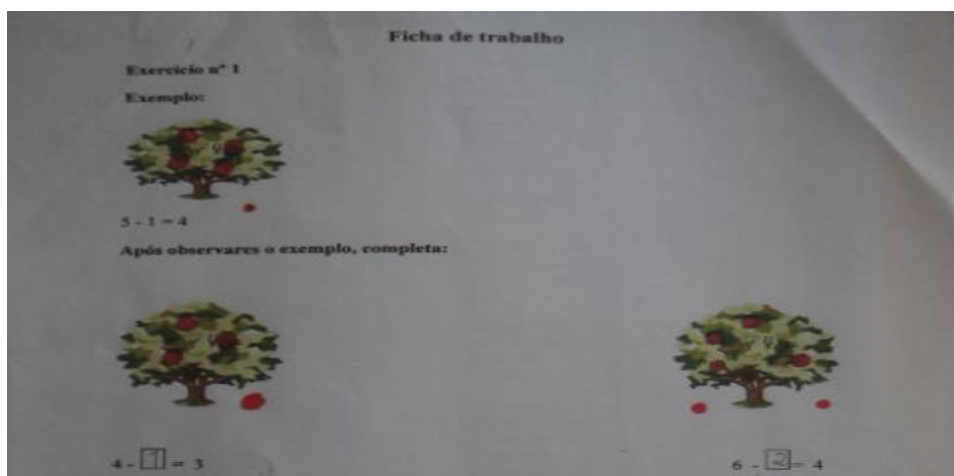 Ficha de trabalho
Exercício nº 1
Exemplo:
5 - 1 = 4
Após observares o exemplo, completa:
4 - 1 = 3
6 - 2 = 4